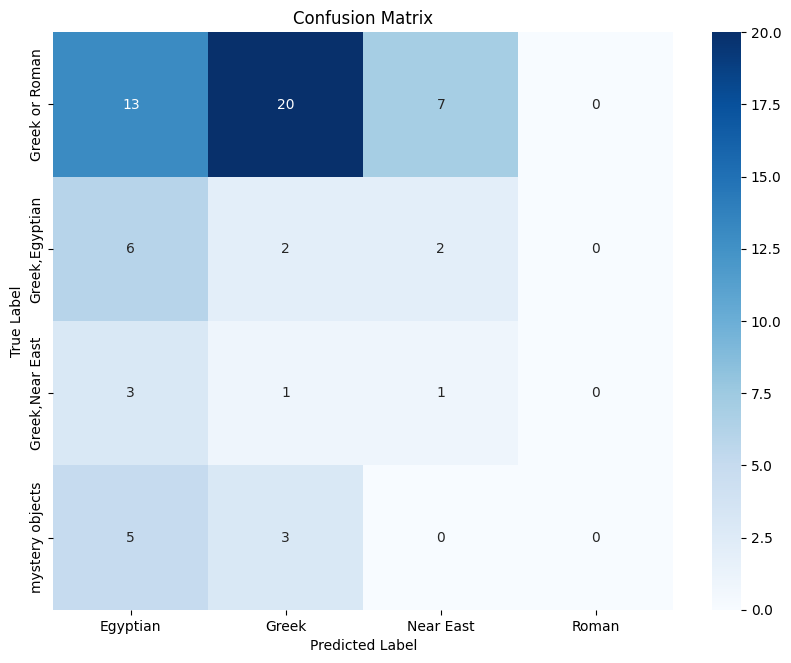 Confusion Matrix
True Label
Greek or Roman
13 20 7 0
Greek,Egyptian
6 2 2 0
Greek,Near East
3 1 1 0
mystery objects
5 3 0 0
Egyptian Greek Near East Roman
Predicted Label
20.0
17.5
15.0
12.5
10.0
7.5
5.0
2.5
0.0